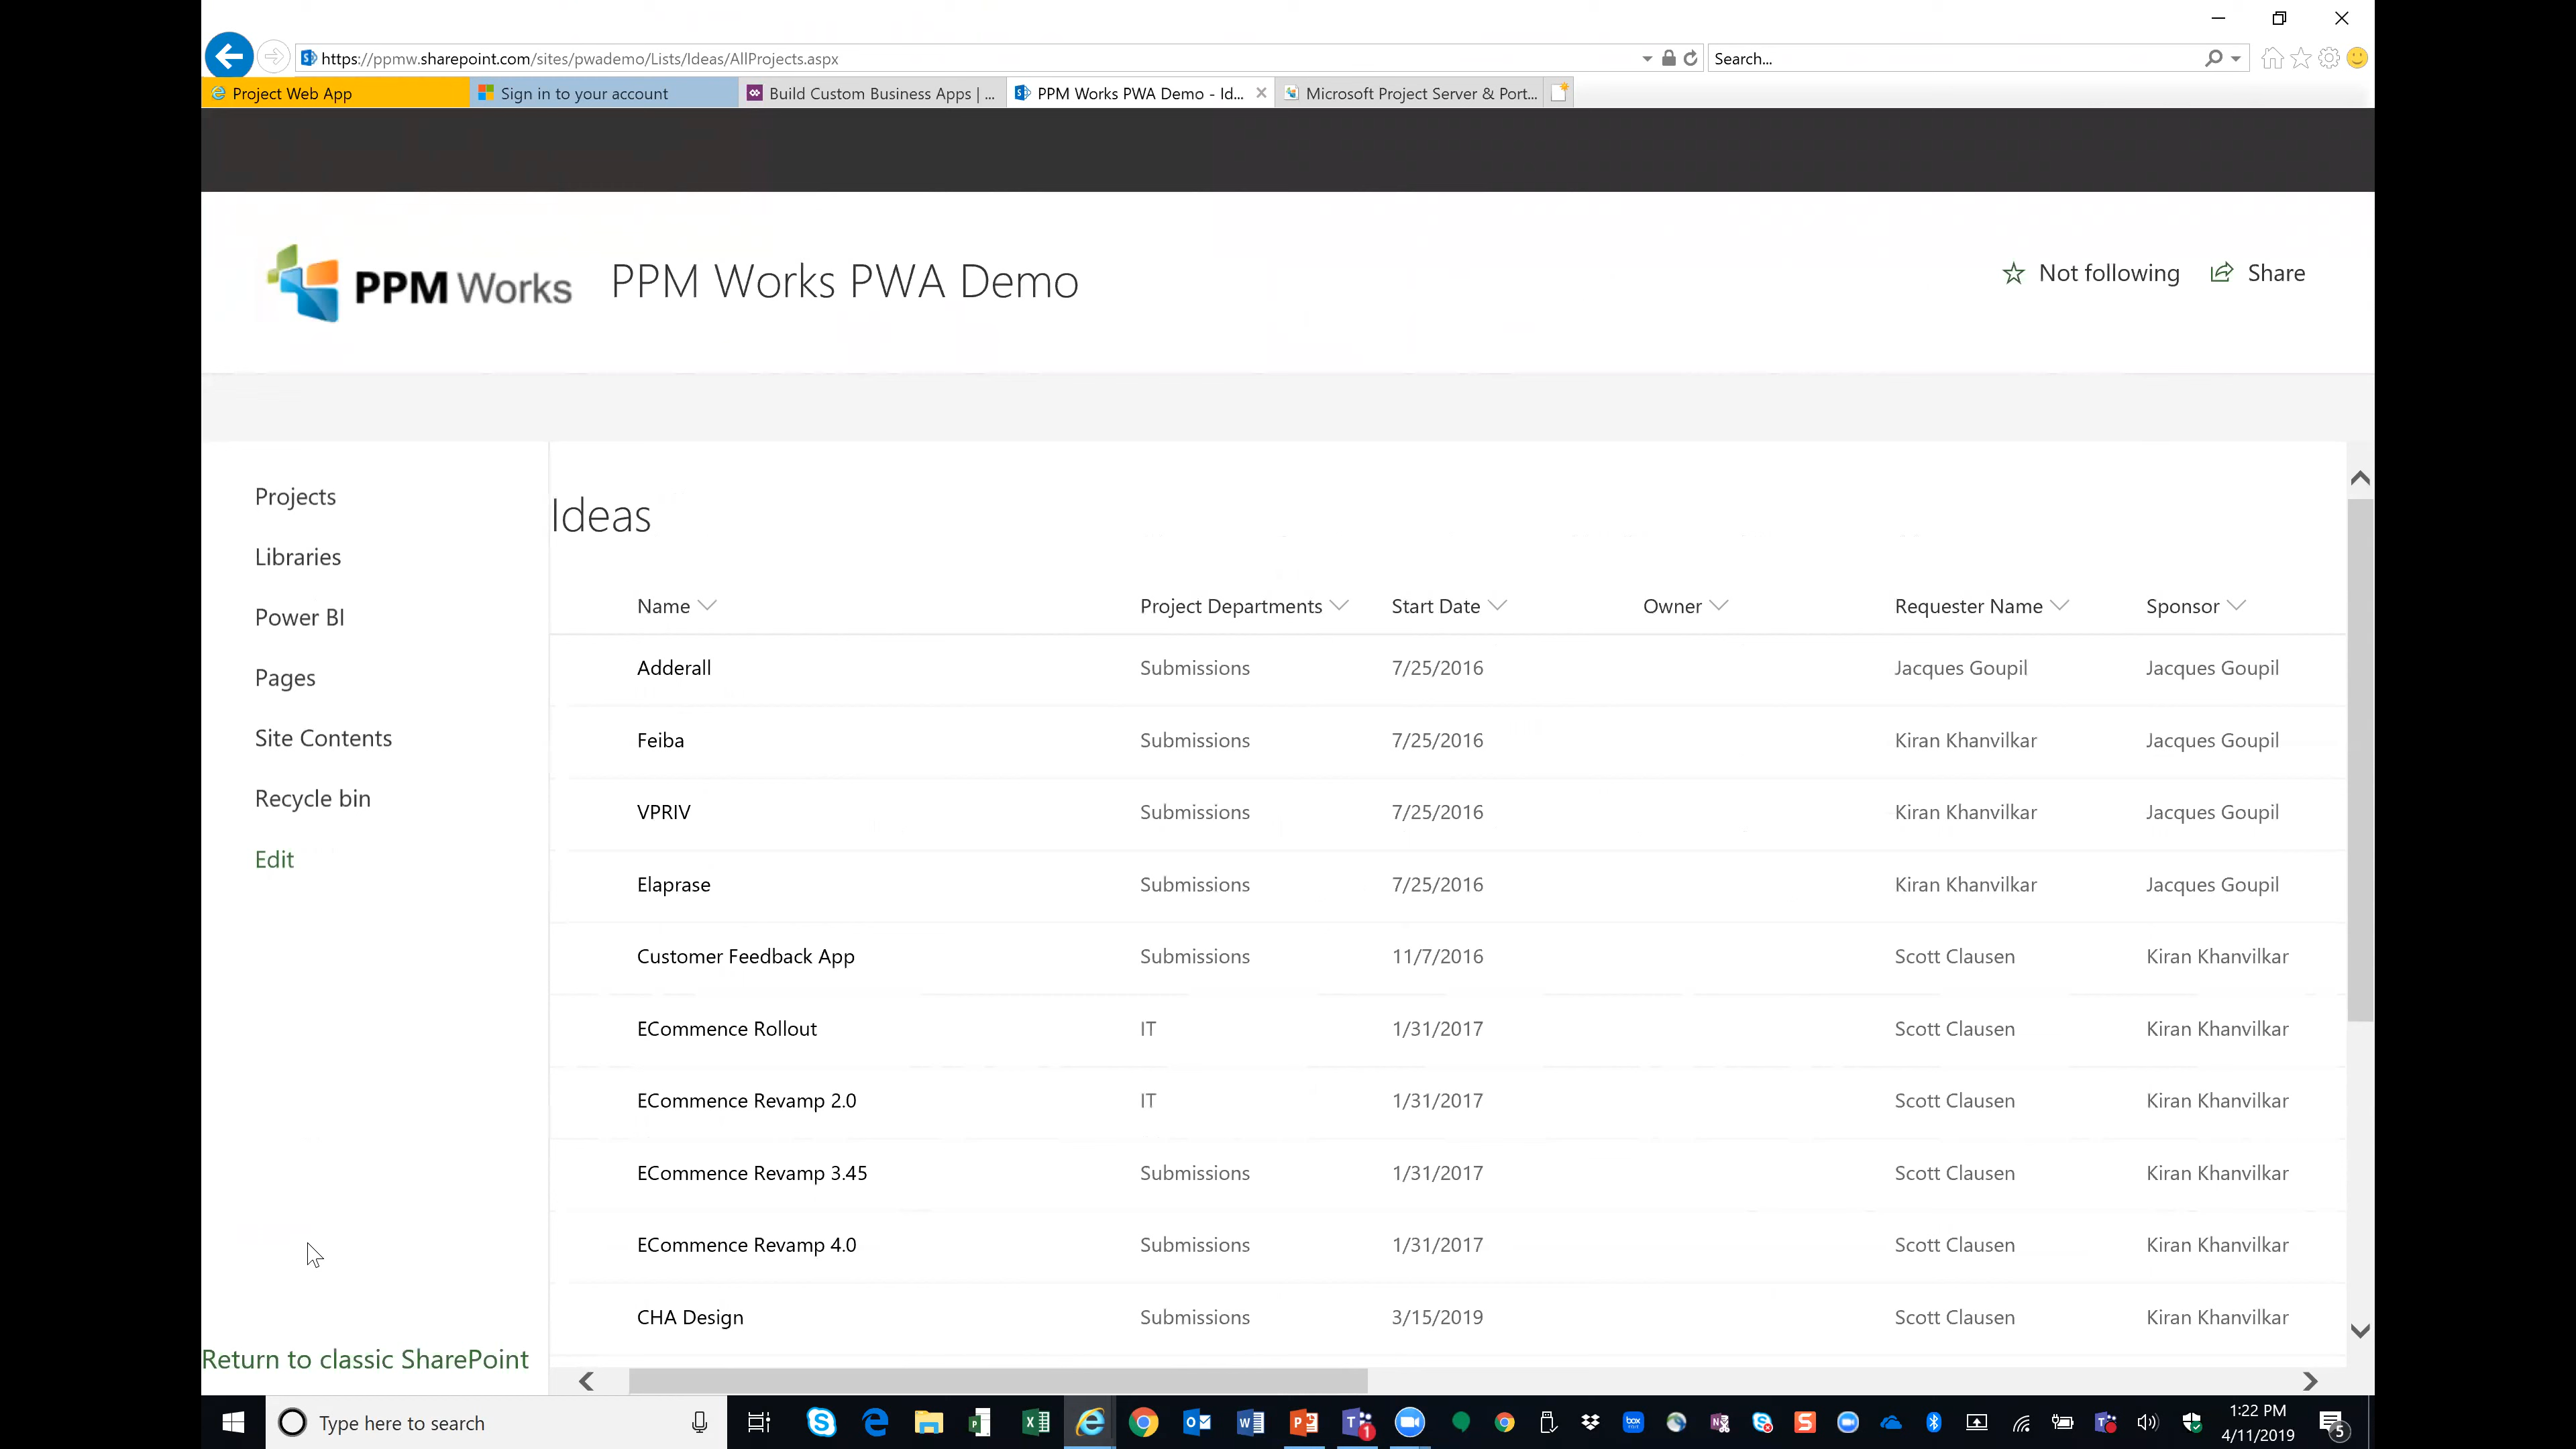 https://ppmw.sharepoint.com/sites/pwademo/Lists/Ideas/AllProjects.aspx
Search...
Project Web App
Sign in to your account
Build Custom Business Apps | ...
PPM Works PWA Demo - Id...
Microsoft Project Server & Port...
PPM Works
PPM Works PWA Demo
Not following
Share
Projects
Libraries
Power BI
Pages
Site Contents
Recycle bin
Edit
Return to classic SharePoint
Ideas
Name Project Departments Start Date Owner Requester Name Sponsor
Adderall Submissions 7/25/2016 Jacques Goupil Jacques Goupil
Feiba Submissions 7/25/2016 Kiran Khanvilkar Jacques Goupil
VPRIV Submissions 7/25/2016 Kiran Khanvilkar Jacques Goupil
Elaprase Submissions 7/25/2016 Kiran Khanvilkar Jacques Goupil
Customer Feedback App Submissions 11/7/2016 Scott Clausen Kiran Khanvilkar
ECommence Rollout IT 1/31/2017 Scott Clausen Kiran Khanvilkar
ECommence Revamp 2.0 IT 1/31/2017 Scott Clausen Kiran Khanvilkar
ECommence Revamp 3.45 Submissions 1/31/2017 Scott Clausen Kiran Khanvilkar
ECommence Revamp 4.0 Submissions 1/31/2017 Scott Clausen Kiran Khanvilkar
CHA Design Submissions 3/15/2019 Scott Clausen Kiran Khanvilkar
Type here to search
1
1:22 PM
4/11/2019
5